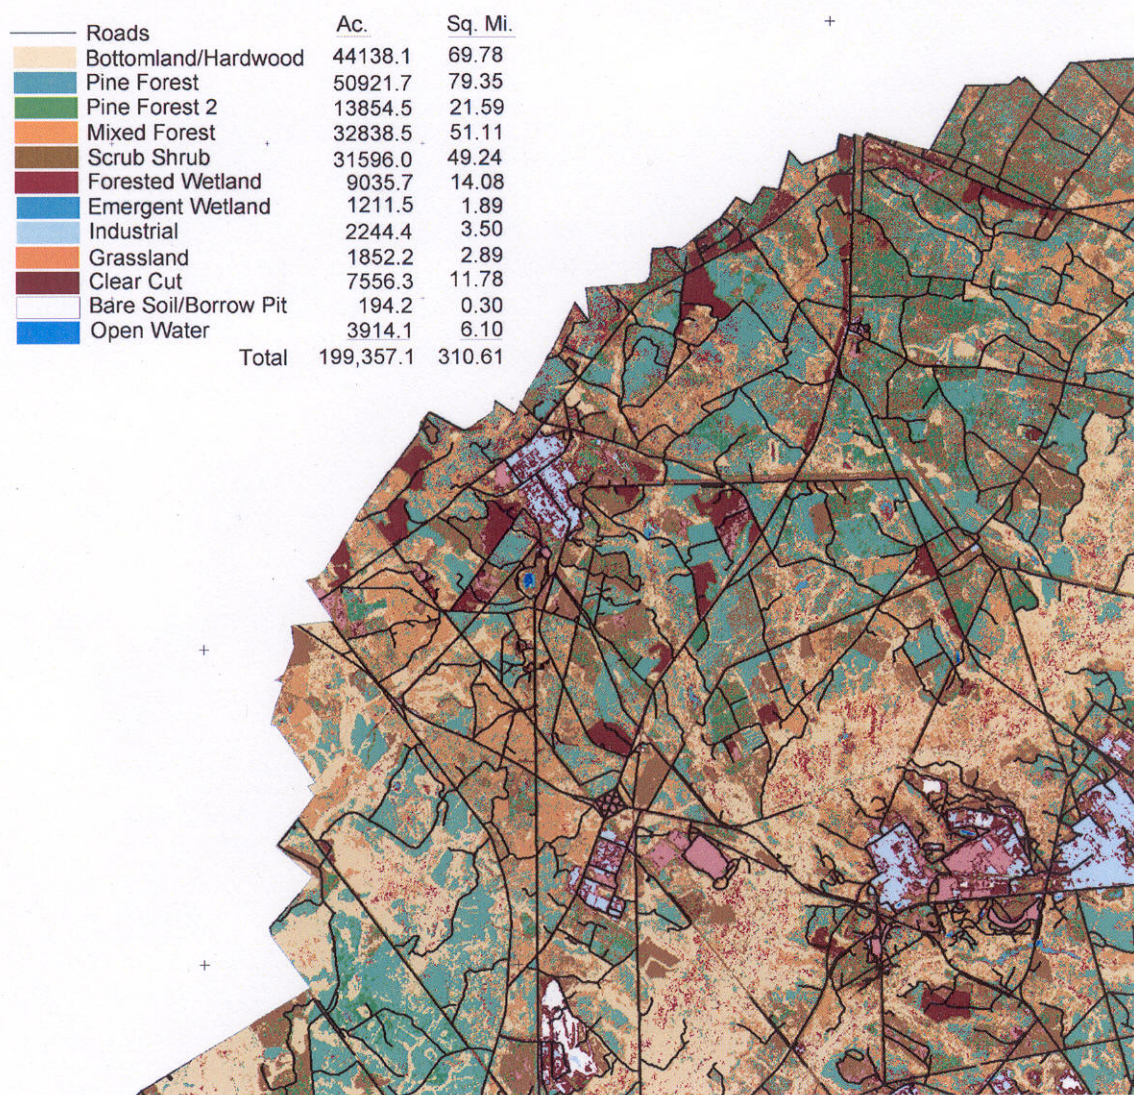 Ac. Sq. Mi.
Roads
Bottomland/Hardwood 44138.1 69.78
Pine Forest 50921.7 79.35
Pine Forest 2 13854.5 21.59
Mixed Forest 32838.5 51.11
Scrub Shrub 31596.0 49.24
Forested Wetland 9035.7 14.08
Emergent Wetland 1211.5 1.89
Industrial 2244.4 3.50
Grassland 1852.2 2.89
Clear Cut 7556.3 11.78
Bare Soil/Borrow Pit 194.2 0.30
Open Water 3914.1 6.10
Total 199,357.1 310.61